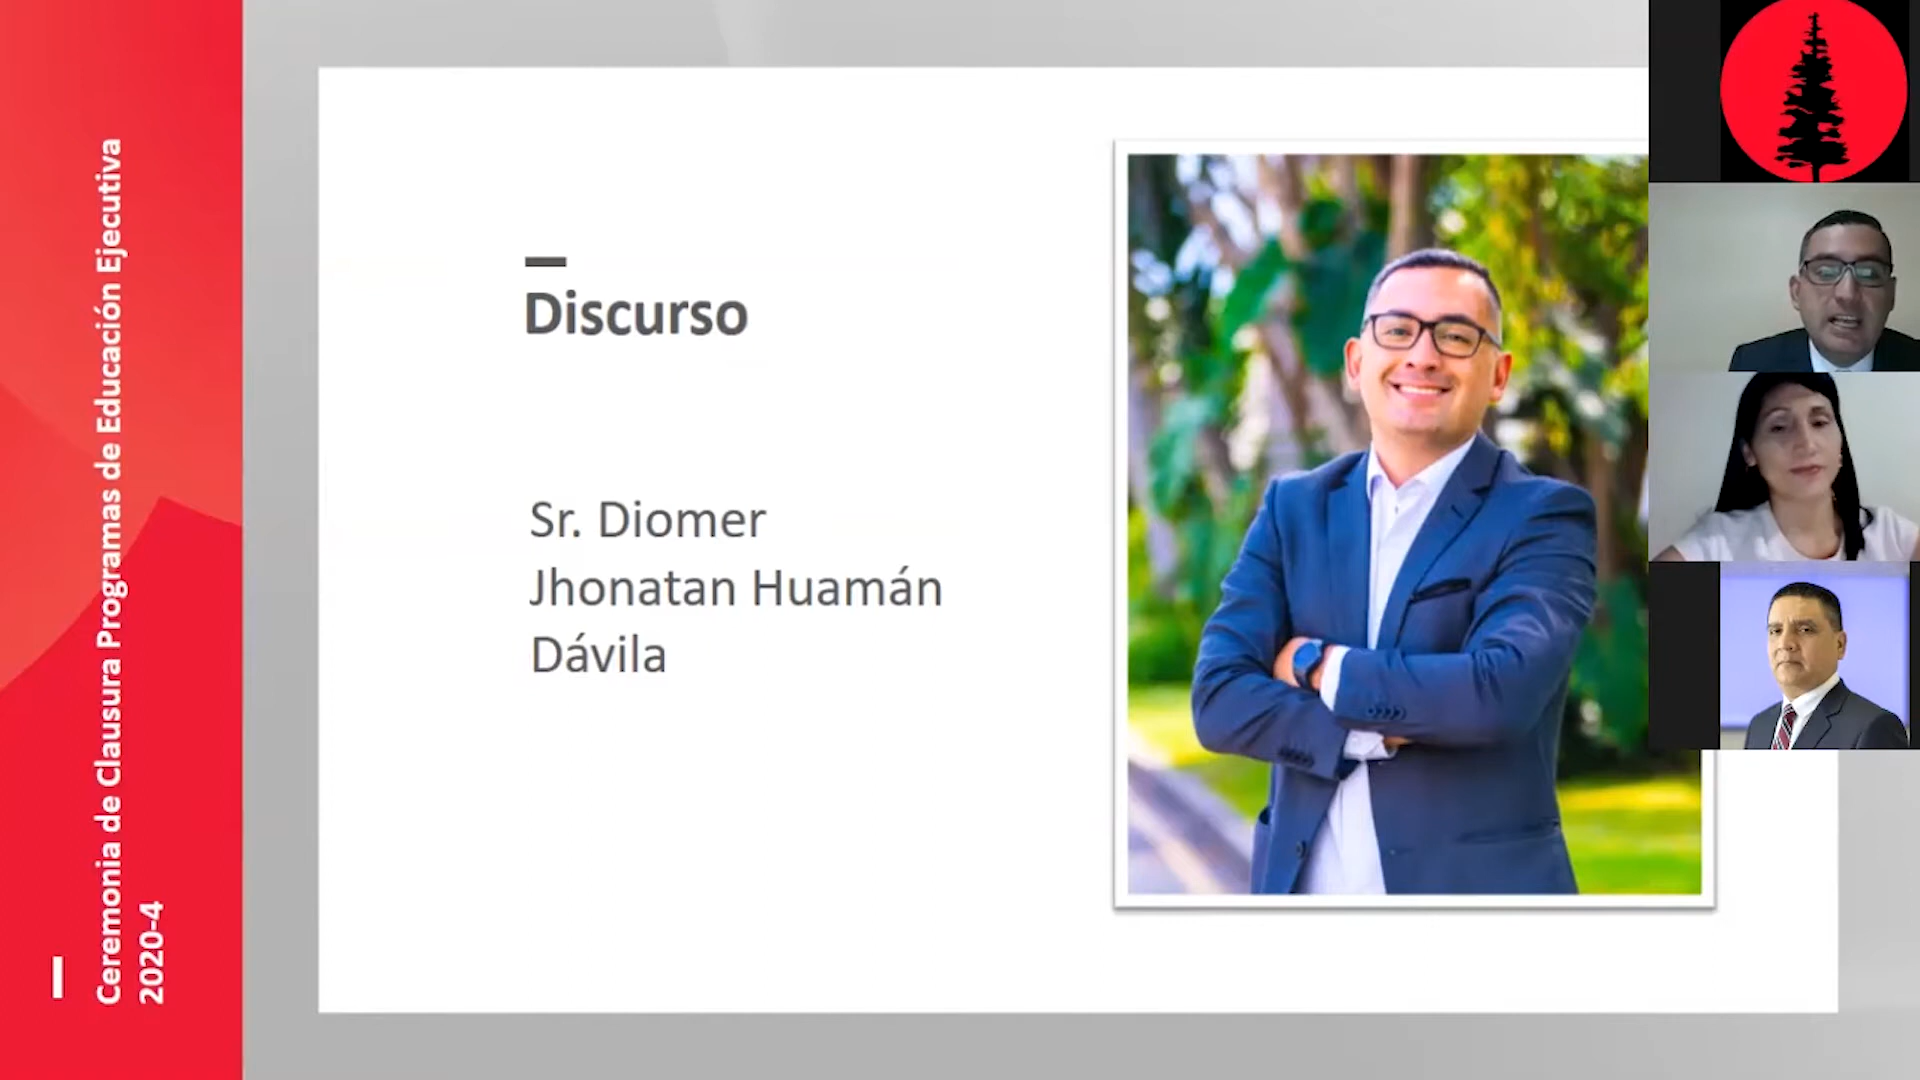 Ceremonia de Clausura Programas de Educación Ejecutiva
2020-4
Discurso
Sr. Diomer
Jhonatan Huamán
Dávila